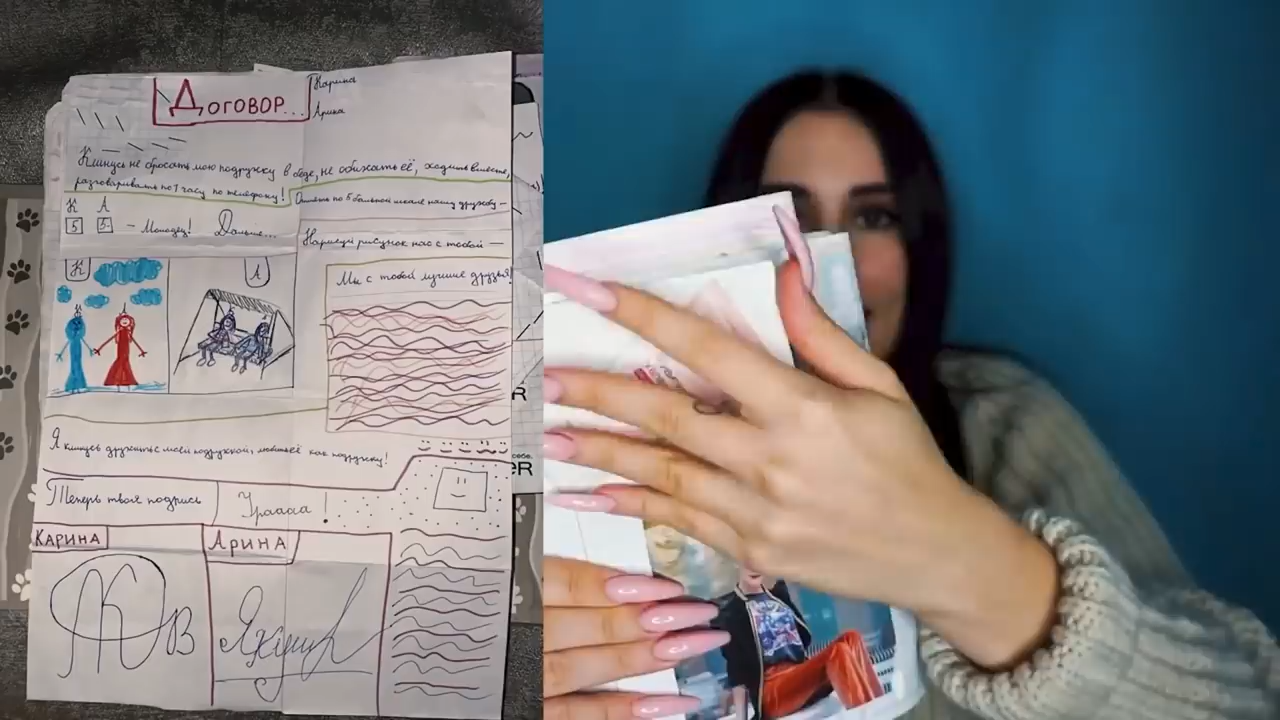 Договор...
Карина
Арина
Клянусь не бросать мою подружку в беде, не обижать её, ходить вместе,
разговаривать по 1 часу по телефону!
Оцени по 5 бальной шкале нашу дружбу -
К А
5 5- - Молодец! Дальше...
Нарисуй рисунок нас с тобой -
К
А
Мы с тобой лучшие друзья!
Я клянусь дружить с моей подружкой, любить её как подружку!
Теперь твоя подпись
Ураааа!
Карина
Арина